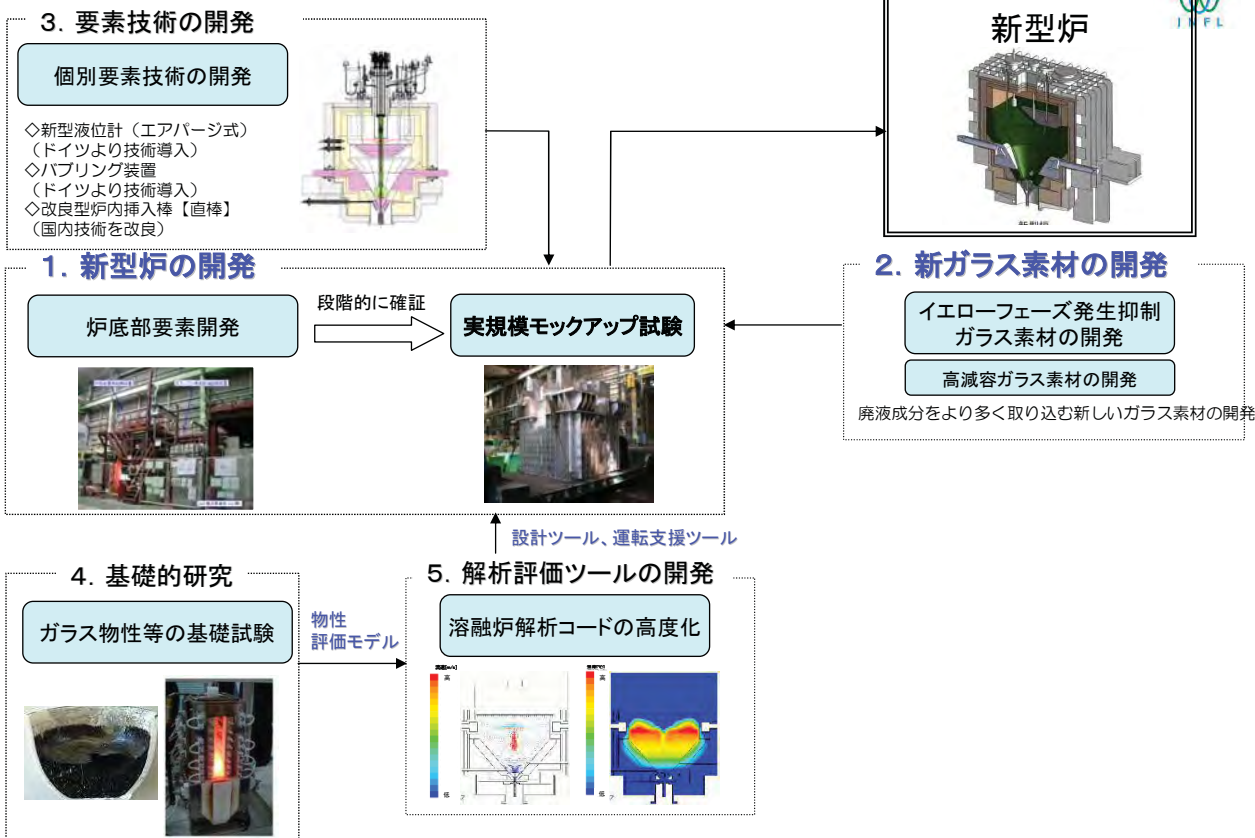 3．要素技術の開発
個別要素技術の開発
◇新型液位計（エアパージ式）
（ドイツより技術導入）
◇バブリング装置
（ドイツより技術導入）
◇改良型炉内挿入棒【直棒】
（国内技術を改良）
新型炉
JNFL
1．新型炉の開発
炉底部要素開発
段階的に確証
実規模モックアップ試験
2．新ガラス素材の開発
イエローフェーズ発生抑制
ガラス素材の開発
高減容ガラス素材の開発
廃液成分をより多く取り込む新しいガラス素材の開発
設計ツール、運転支援ツール
4．基礎的研究
ガラス物性等の基礎試験
物性
評価モデル
5．解析評価ツールの開発
溶融炉解析コードの高度化
高
低
高
低